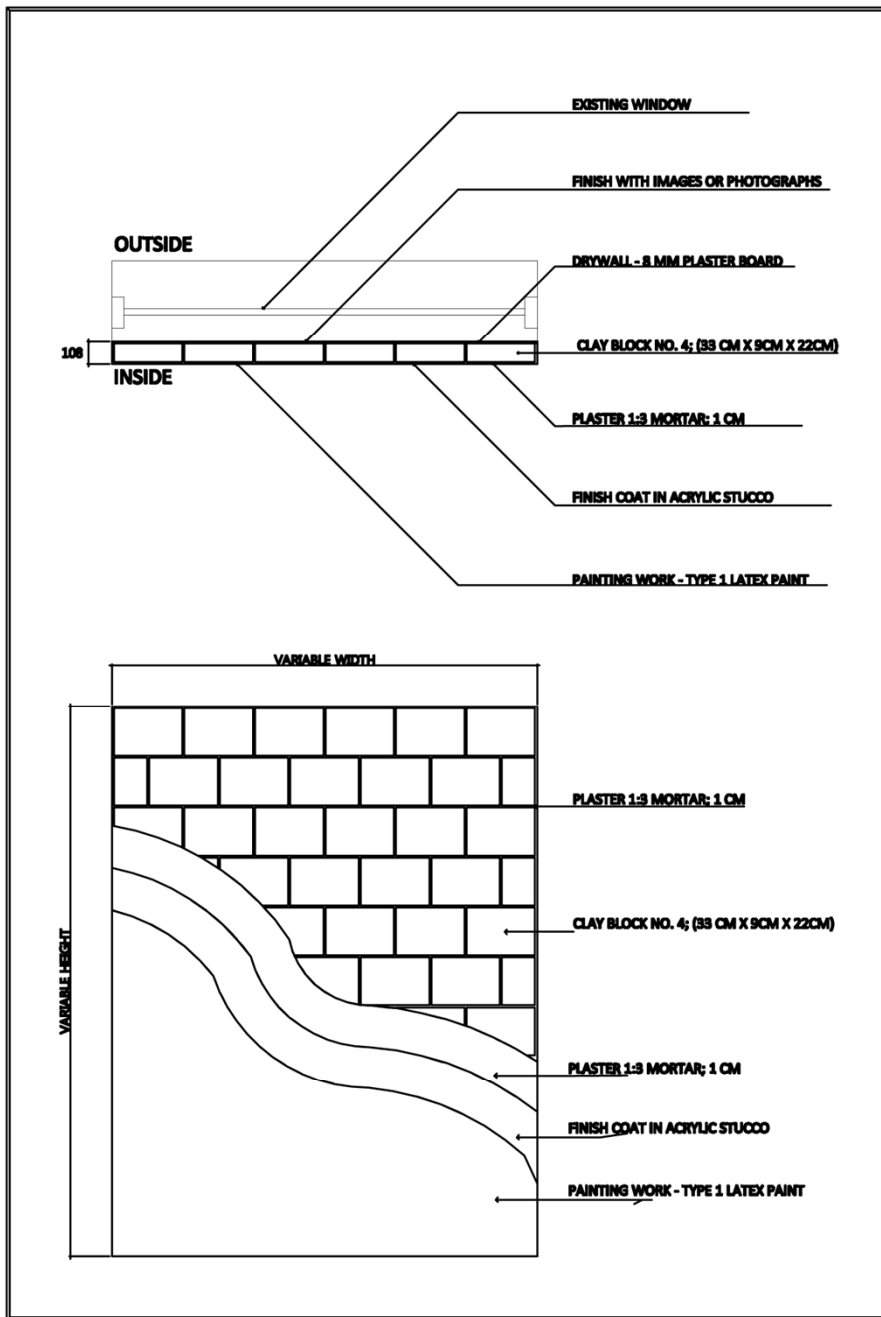 EXISTING WINDOW
FINISH WITH IMAGES OR PHOTOGRAPHS
OUTSIDE
DRYWALL - 8 MM PLASTER BOARD
108
CLAY BLOCK NO. 4; (33 CM X 9CM X 22CM)
INSIDE
PLASTER 1:3 MORTAR; 1 CM
FINISH COAT IN ACRYLIC STUCCO
PAINTING WORK - TYPE 1 LATEX PAINT
VARIABLE WIDTH
PLASTER 1:3 MORTAR; 1 CM
CLAY BLOCK NO. 4; (33 CM X 9CM X 22CM)
VARIABLE HEIGHT
PLASTER 1:3 MORTAR; 1 CM
FINISH COAT IN ACRYLIC STUCCO
PAINTING WORK - TYPE 1 LATEX PAINT